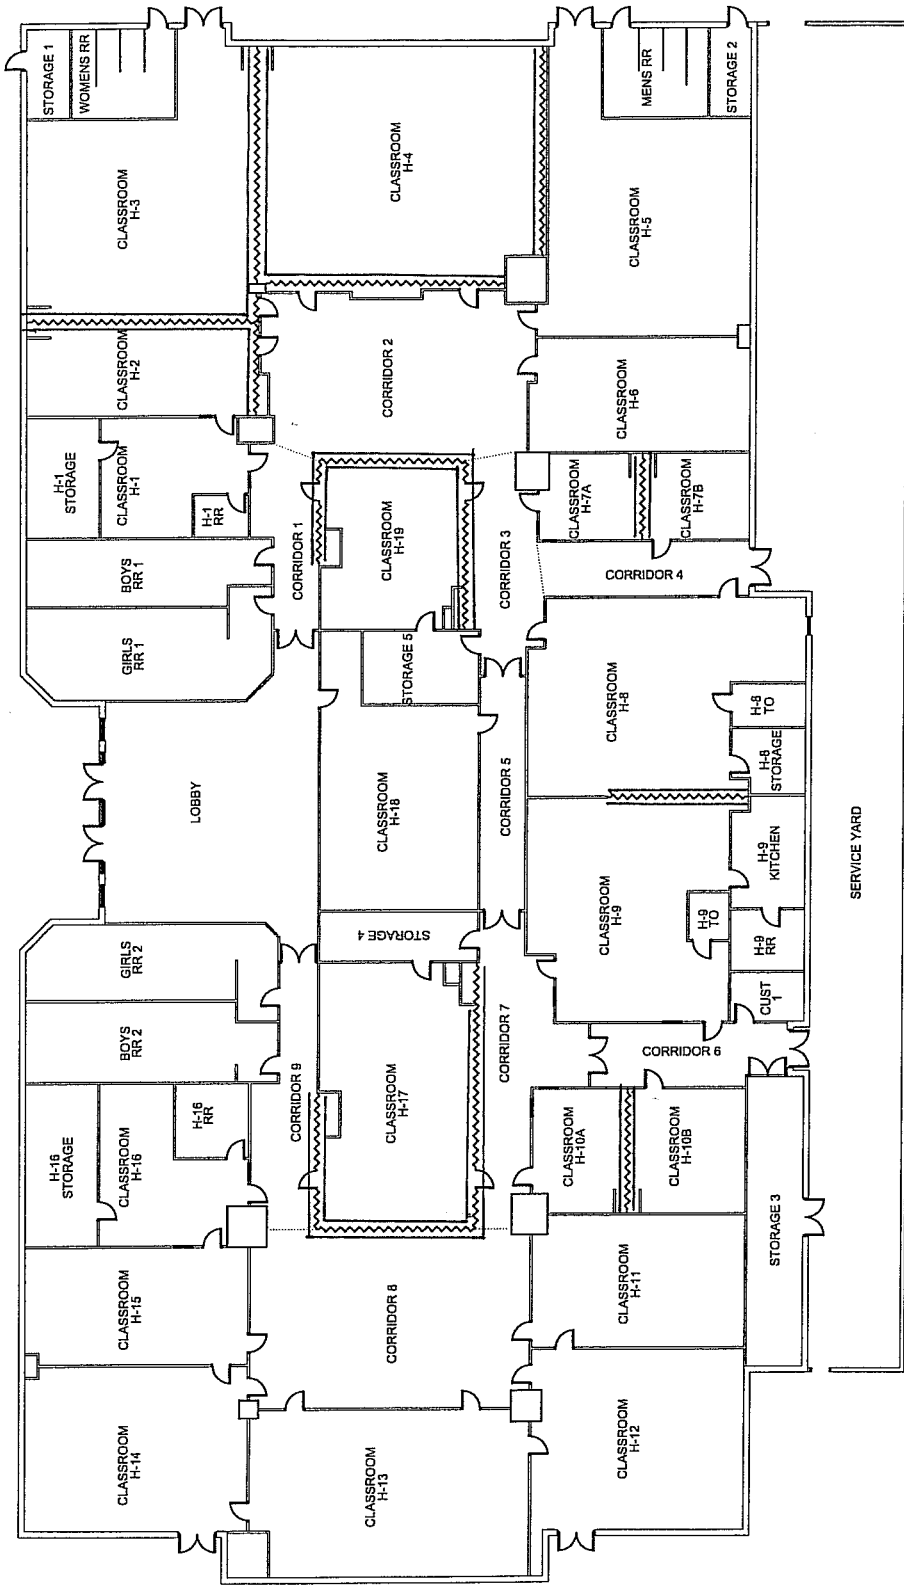 CLASSROOM
H-14
CLASSROOM
H-15
H-16
STORAGE
CLASSROOM
H-16
H-16
RR
BOYS
RR 2
GIRLS
RR 2
LOBBY
GIRLS
RR 1
BOYS
RR 1
H-1
STORAGE
CLASSROOM
H-1
H-1
RR
CLASSROOM
H-2
CLASSROOM
H-3
STORAGE 1
WOMENS RR
CORRIDOR 9
CORRIDOR 1
CLASSROOM
H-13
CORRIDOR 8
CLASSROOM
H-17
STORAGE 4
CLASSROOM
H-18
STORAGE 5
CLASSROOM
H-19
CORRIDOR 2
CLASSROOM
H-4
CORRIDOR 7
CORRIDOR 5
CORRIDOR 3
CLASSROOM
H-12
CLASSROOM
H-11
CLASSROOM
H-10A
CLASSROOM
H-10B
CORRIDOR 6
CLASSROOM
H-9
H-9
TO
CUST
1
H-9
RR
H-9
KITCHEN
CLASSROOM
H-8
H-8
STORAGE
H-8
TO
CORRIDOR 4
CLASSROOM
H-7A
CLASSROOM
H-7B
CLASSROOM
H-6
CLASSROOM
H-5
MENS RR
STORAGE 2
STORAGE 3
SERVICE YARD